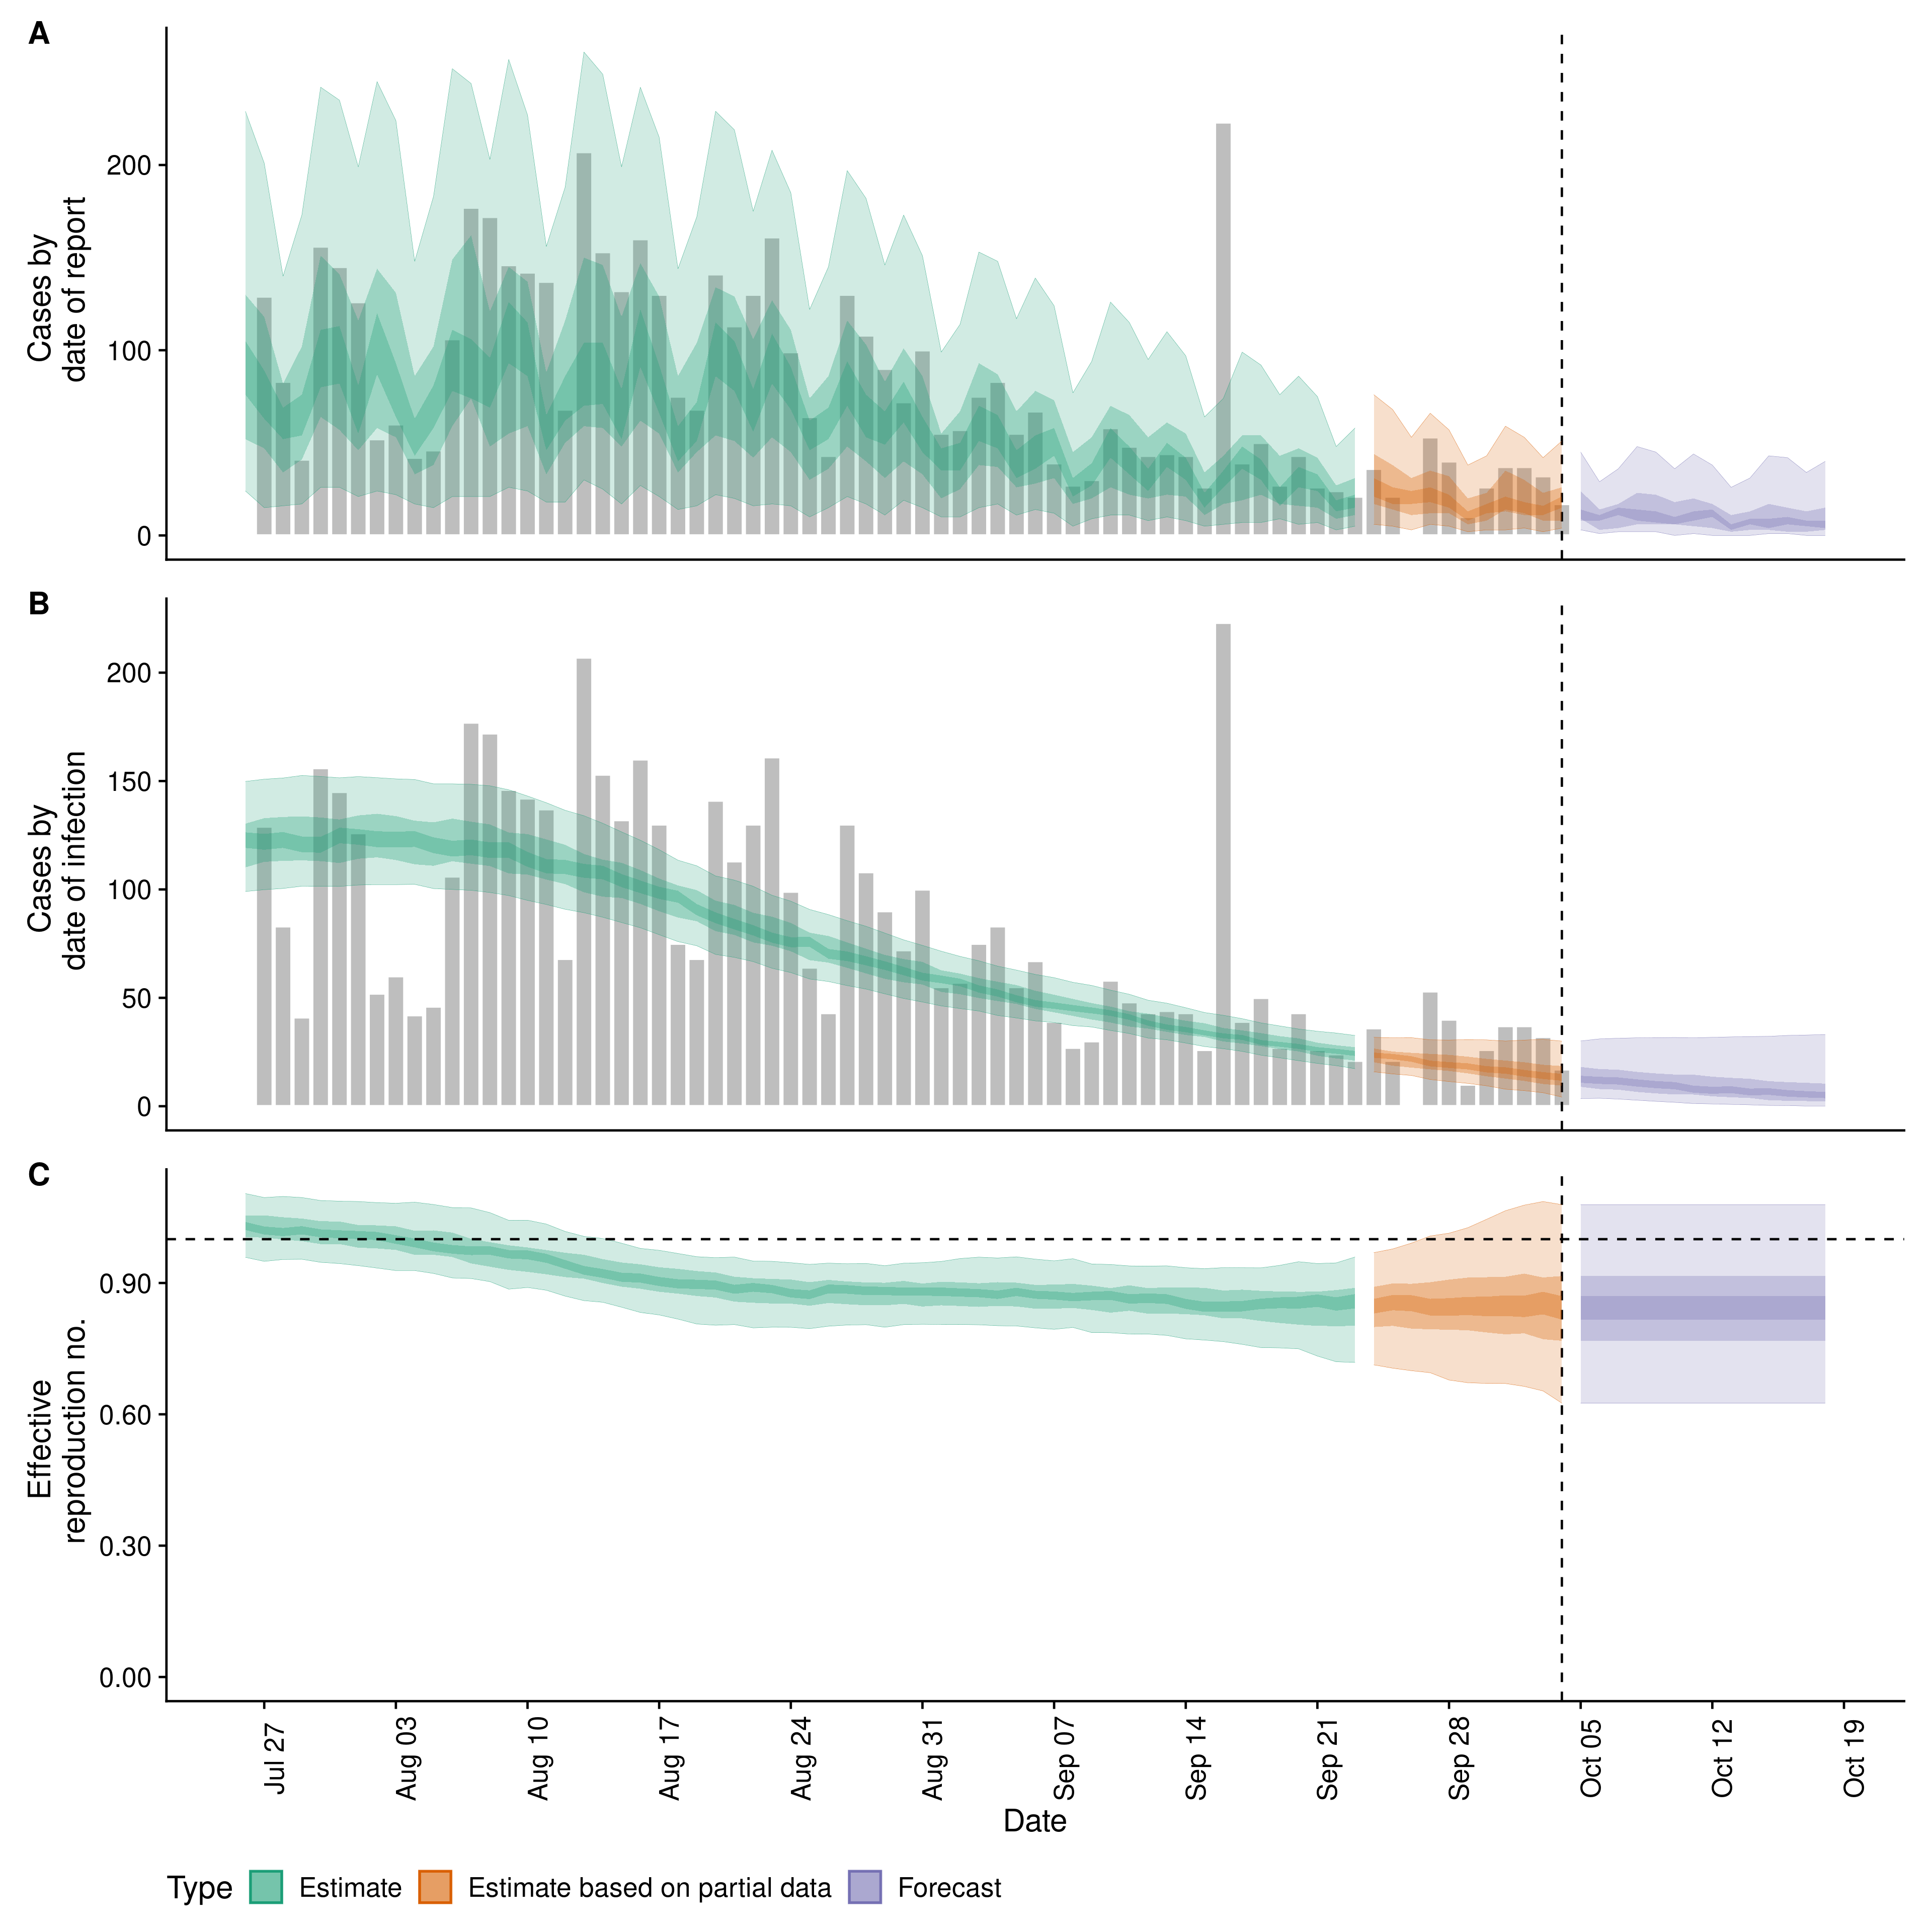 A
Cases by
date of report
200
100
0
B
Cases by
date of infection
200
150
100
50
0
C
Effective
reproduction no.
0.90
0.60
0.30
0.00
Jul 27
Aug 03
Aug 10
Aug 17
Aug 24
Aug 31
Sep 07
Sep 14
Sep 21
Sep 28
Oct 05
Oct 12
Oct 19
Date
Type Estimate Estimate based on partial data Forecast